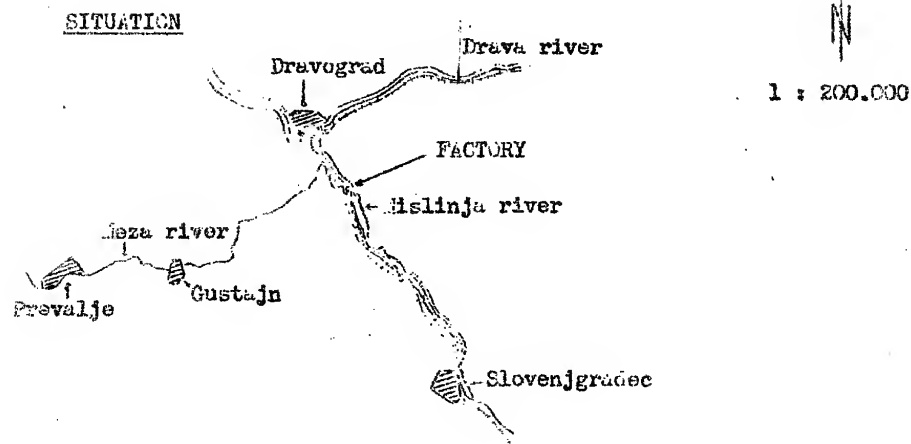 SITUATION
N
Drava river
Dravograd
1 : 200.000
FACTORY
Mislinja river
Meza river
Gustajn
Prevalje
Slovenjgradec